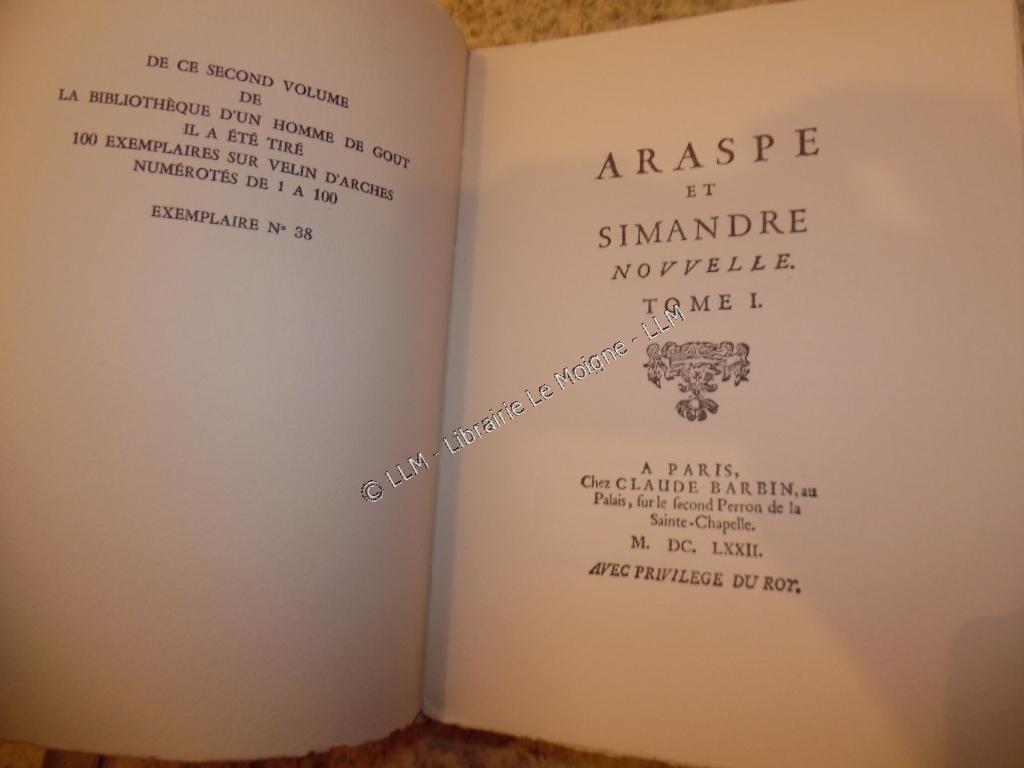 DE CE SECOND VOLUME
DE
LA BIBLIOTHÈQUE D'UN HOMME DE GOUT
IL A ÉTÉ TIRÉ
100 EXEMPLAIRES SUR VELIN D'ARCHES
NUMÉROTÉS DE 1 A 100
EXEMPLAIRE Nº 38
ARASPE
ET
SIMANDRE
NOVVELLE.
TOME I.
A PARIS,
Chez CLAUDE BARBIN, au
Palais, ſur le ſecond Perron de la
Sainte-Chapelle.
M. DC. LXXII.
AVEC PRIVILEGE DU ROY.
© LLM - Librairie Le Moigne - LLM